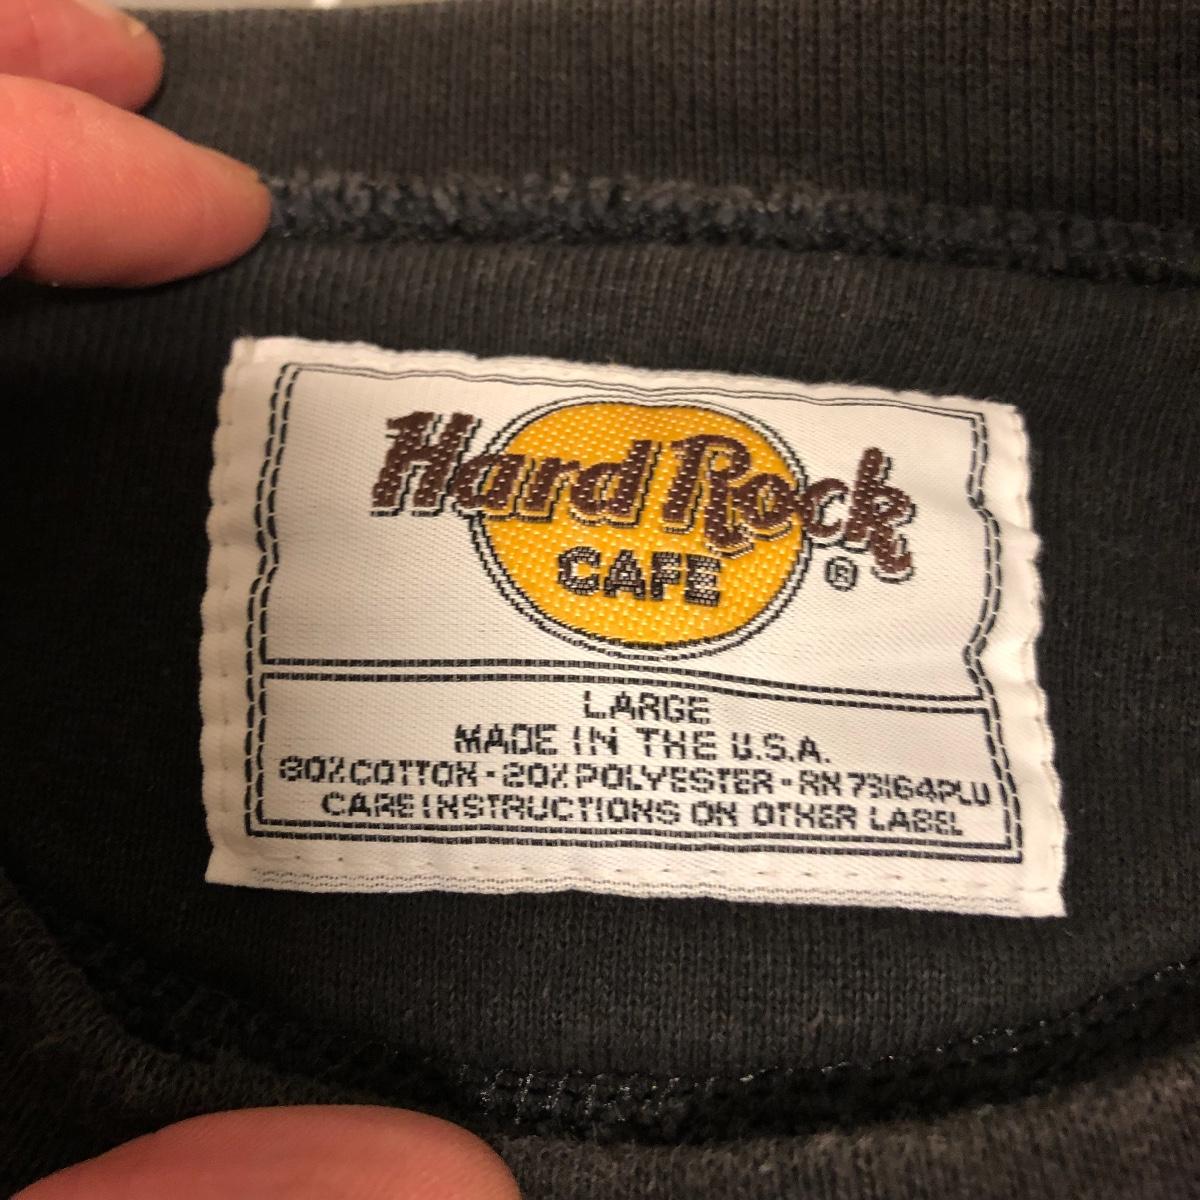 Hard Rock
CAFE
®
LARGE
MADE IN THE U.S.A.
80% COTTON · 20% POLYESTER · RN 73164PLU
CARE INSTRUCTIONS ON OTHER LABEL